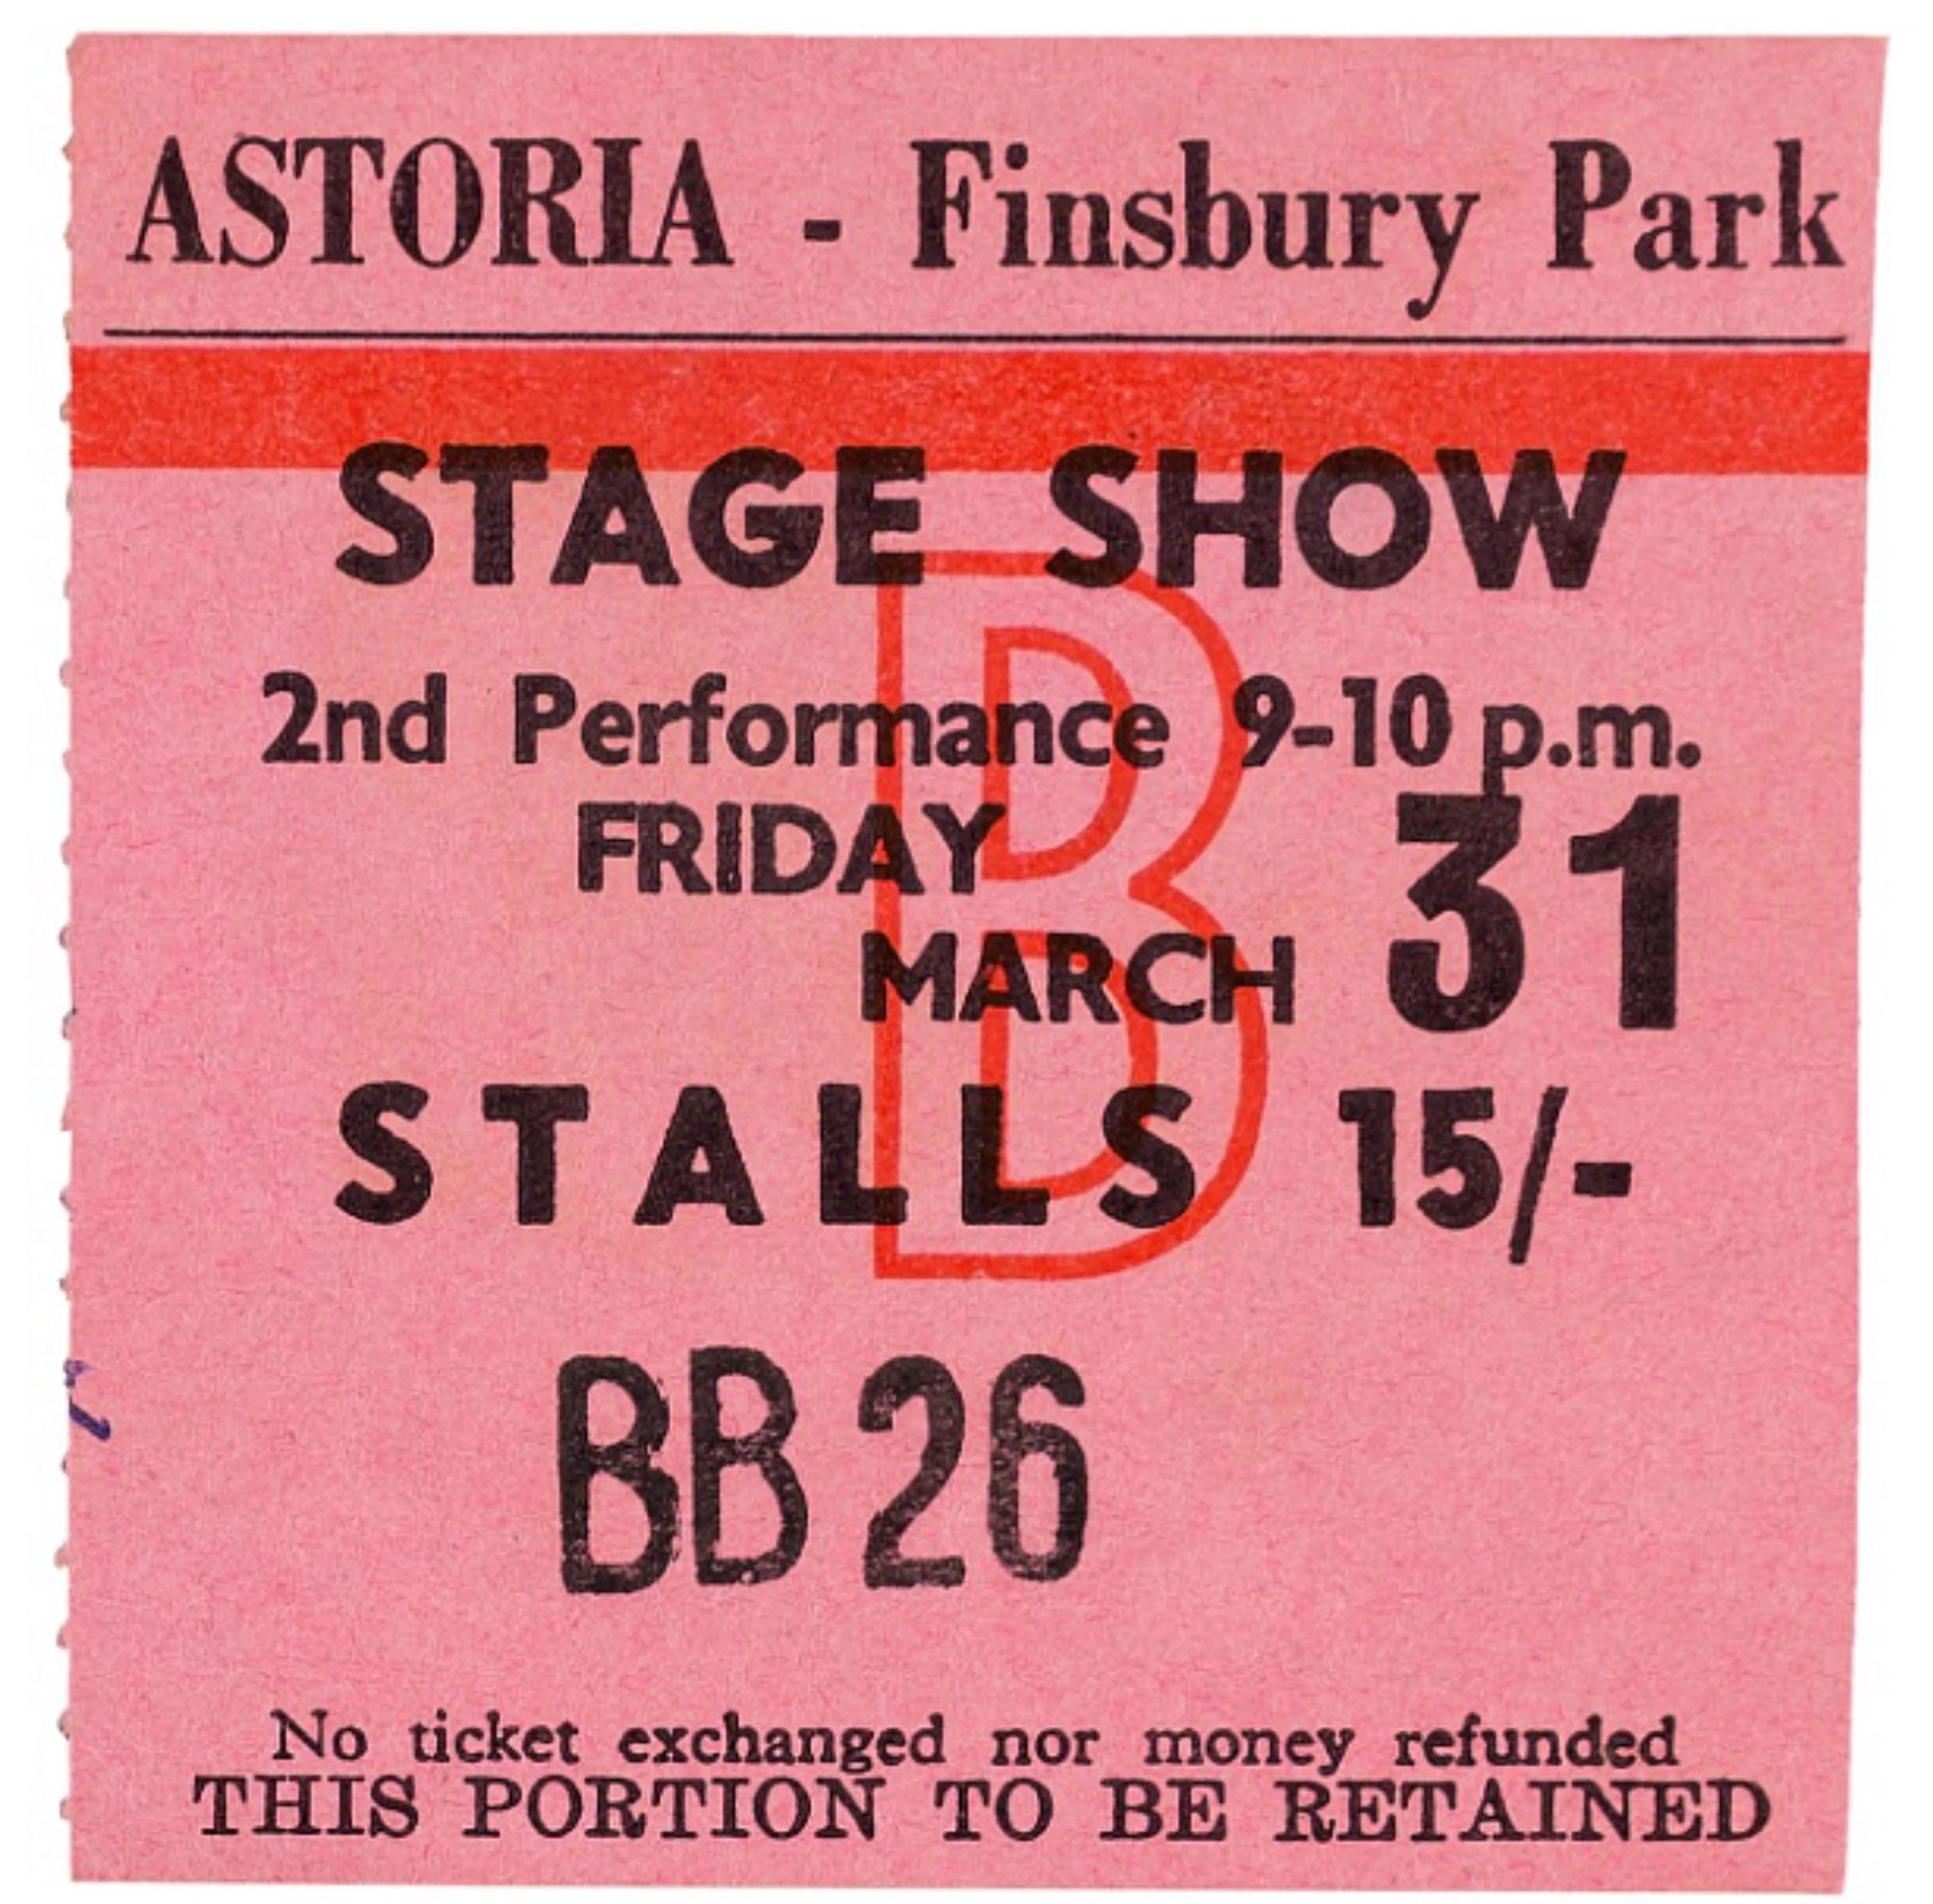 ASTORIA - Finsbury Park
STAGE SHOW
2nd Performance 9-10 p.m.
FRIDAY
MARCH 31
STALLS 15/-
B
BB 26
No ticket exchanged nor money refunded
THIS PORTION TO BE RETAINED